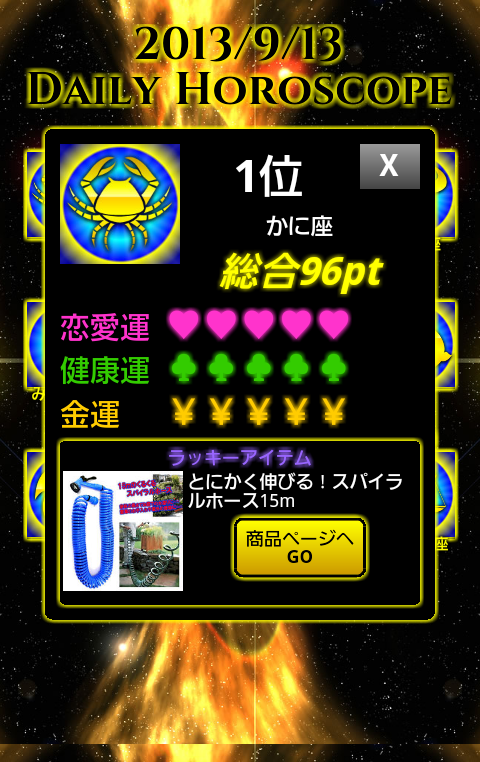 2013/9/13
DAILY HOROSCOPE
X
1位
かに座
総合96pt
恋愛運
健康運
金運 ¥ ¥ ¥ ¥ ¥
ラッキーアイテム
とにかく伸びる！スパイラ
ルホース15m
商品ページへ
GO
み
座